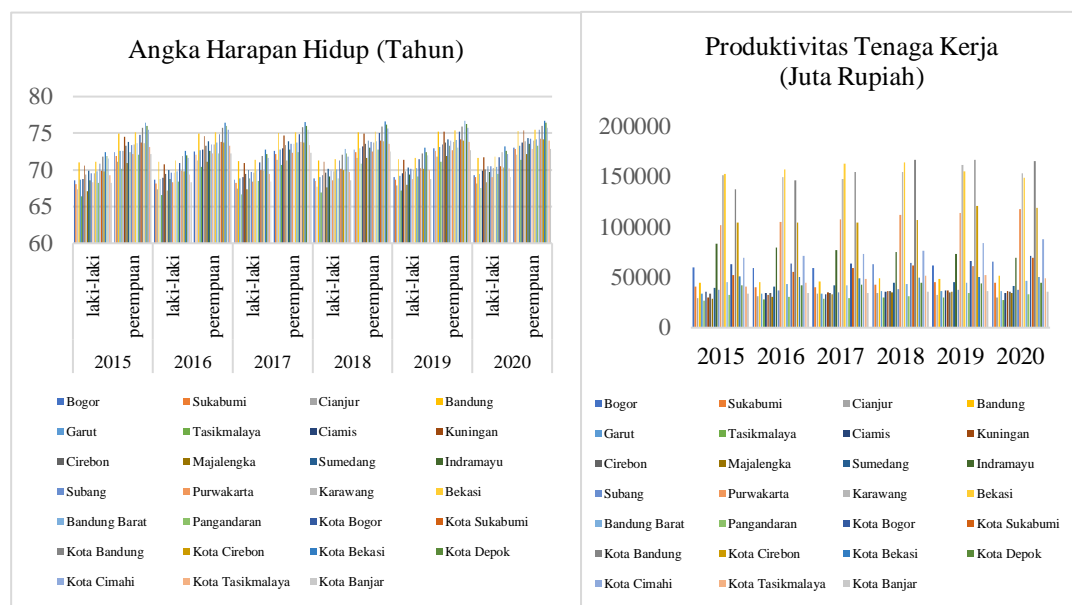 Angka Harapan Hidup (Tahun)
80
75
70
65
60
laki-laki
perempuan
laki-laki
perempuan
laki-laki
perempuan
laki-laki
perempuan
laki-laki
perempuan
laki-laki
perempuan
2015 2016 2017 2018 2019 2020
Bogor Sukabumi Cianjur Bandung
Garut Tasikmalaya Ciamis Kuningan
Cirebon Majalengka Sumedang Indramayu
Subang Purwakarta Karawang Bekasi
Bandung Barat Pangandaran Kota Bogor Kota Sukabumi
Kota Bandung Kota Cirebon Kota Bekasi Kota Depok
Kota Cimahi Kota Tasikmalaya Kota Banjar
Produktivitas Tenaga Kerja
(Juta Rupiah)
200000
150000
100000
50000
0
2015 2016 2017 2018 2019 2020
Bogor Sukabumi Cianjur Bandung
Garut Tasikmalaya Ciamis Kuningan
Cirebon Majalengka Sumedang Indramayu
Subang Purwakarta Karawang Bekasi
Bandung Barat Pangandaran Kota Bogor Kota Sukabumi
Kota Bandung Kota Cirebon Kota Bekasi Kota Depok
Kota Cimahi Kota Tasikmalaya Kota Banjar